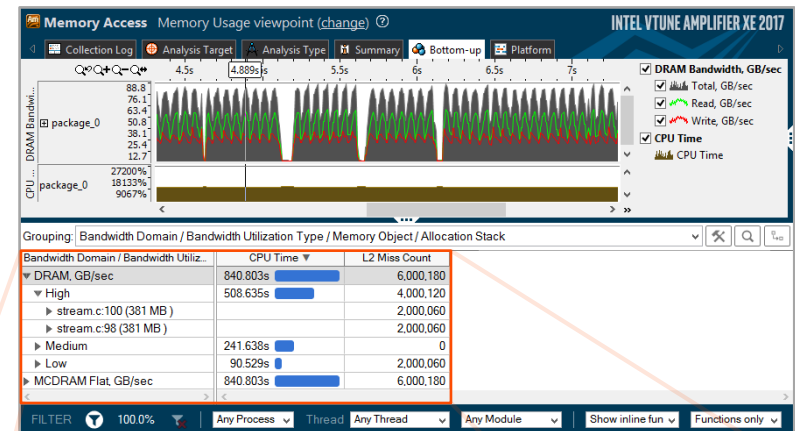 Memory Access Memory Usage viewpoint (change) ? INTEL VTUNE AMPLIFIER XE 2017
Collection Log Analysis Target Analysis Type Summary Bottom-up Platform
4.5s 4.889s 5.5s 6s 6.5s 7s
DRAM Bandwi...
package_0
88.8
76.1
63.4
50.8
38.1
25.4
12.7
CPU ...
package_0
27200%
18133%
9067%
DRAM Bandwidth, GB/sec
Total, GB/sec
Read, GB/sec
Write, GB/sec
CPU Time
CPU Time
Grouping: Bandwidth Domain / Bandwidth Utilization Type / Memory Object / Allocation Stack
Bandwidth Domain / Bandwidth Utiliz... CPU Time ▼ L2 Miss Count
DRAM, GB/sec 840.803s 6,000,180
High 508.635s 4,000,120
stream.c:100 (381 MB ) 2,000,060
stream.c:98 (381 MB ) 2,000,060
Medium 241.638s 0
Low 90.529s 2,000,060
MCDRAM Flat, GB/sec 840.803s 6,000,180
FILTER 100.0% Any Process Thread Any Thread Any Module Show inline fun Functions only